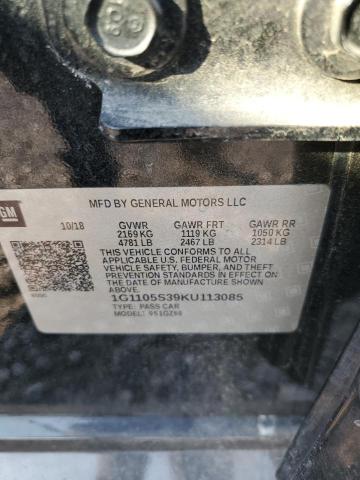 MFD BY GENERAL MOTORS LLC
GM
10/18 GVWR GAWR FRT GAWR RR
2169 KG 1119 KG 1050 KG
4781 LB 2467 LB 2314 LB
THIS VEHICLE CONFORMS TO ALL
APPLICABLE U.S. FEDERAL MOTOR
VEHICLE SAFETY, BUMPER, AND THEFT
PREVENTION STANDARDS IN EFFECT ON
THE DATE OF MANUFACTURE SHOWN
ABOVE.
1G1105S39KU113085
TYPE: PASS CAR
MODEL: